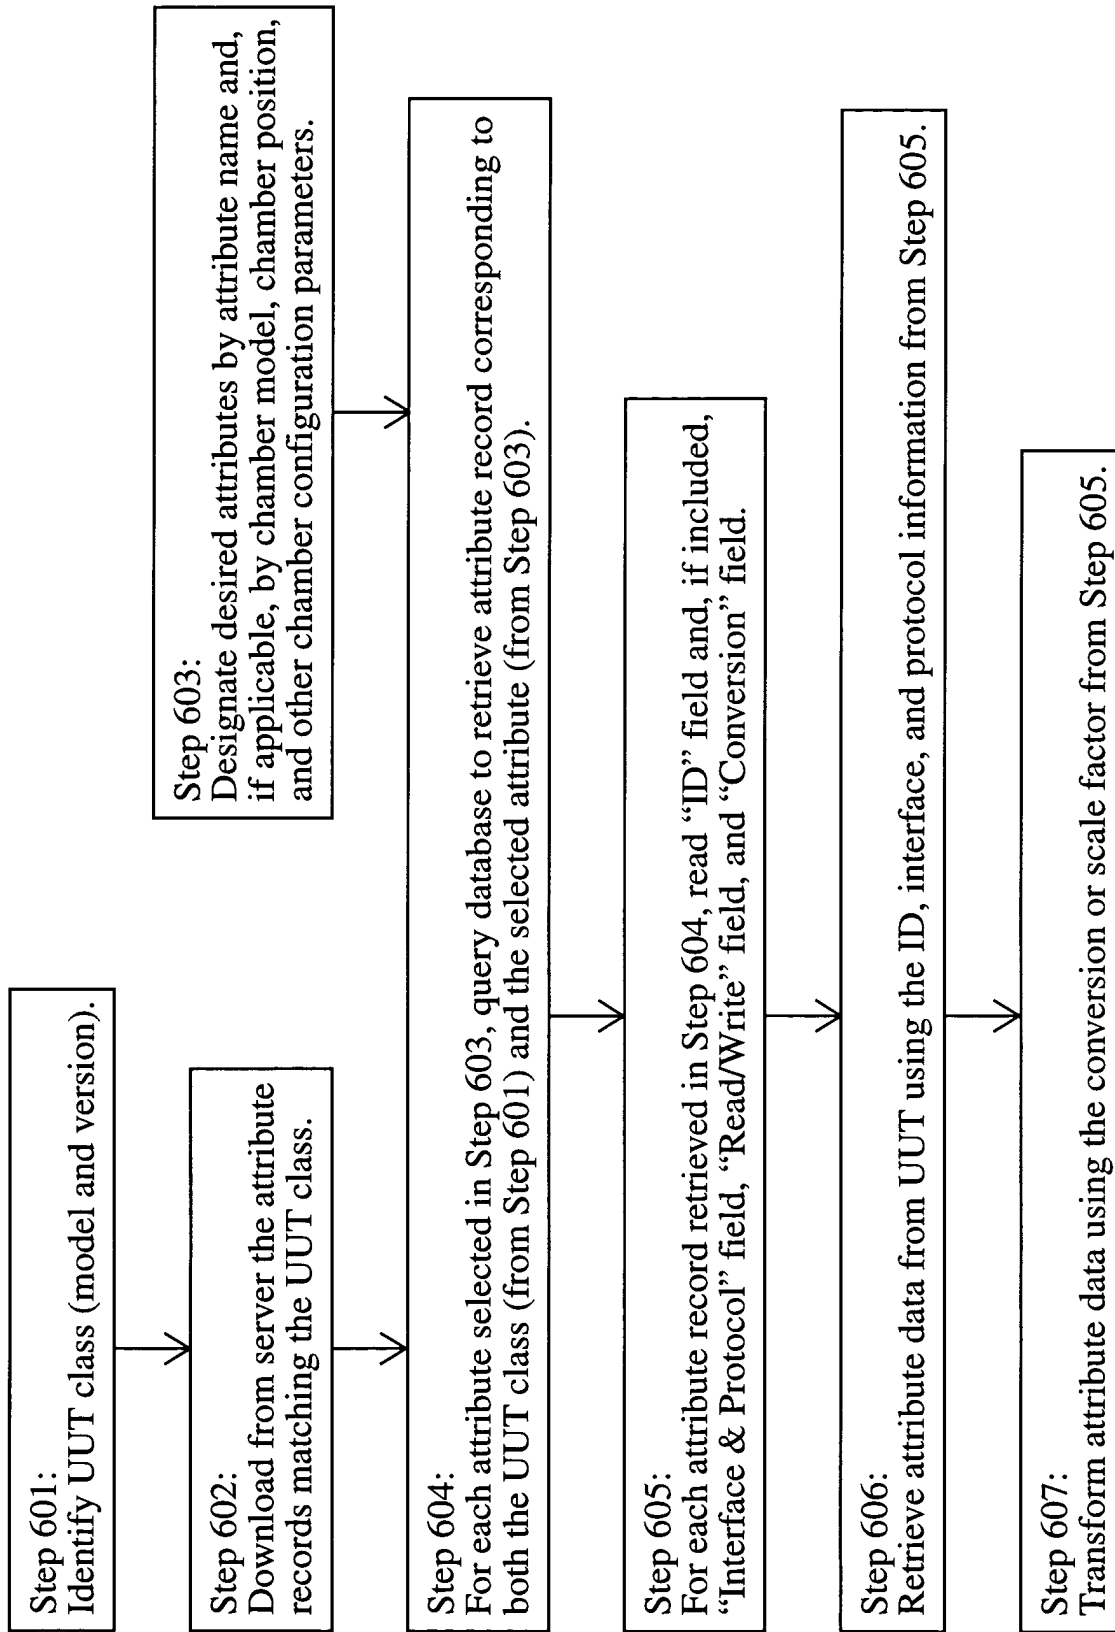 Step 601:
Identify UUT class (model and version).
Step 602:
Download from server the attribute
records matching the UUT class.
Step 603:
Designate desired attributes by attribute name and,
if applicable, by chamber model, chamber position,
and other chamber configuration parameters.
Step 604:
For each attribute selected in Step 603, query database to retrieve attribute record corresponding to
both the UUT class (from Step 601) and the selected attribute (from Step 603).
Step 605:
For each attribute record retrieved in Step 604, read “ID” field and, if included,
“Interface & Protocol” field, “Read/Write” field, and “Conversion” field.
Step 606:
Retrieve attribute data from UUT using the ID, interface, and protocol information from Step 605.
Step 607:
Transform attribute data using the conversion or scale factor from Step 605.